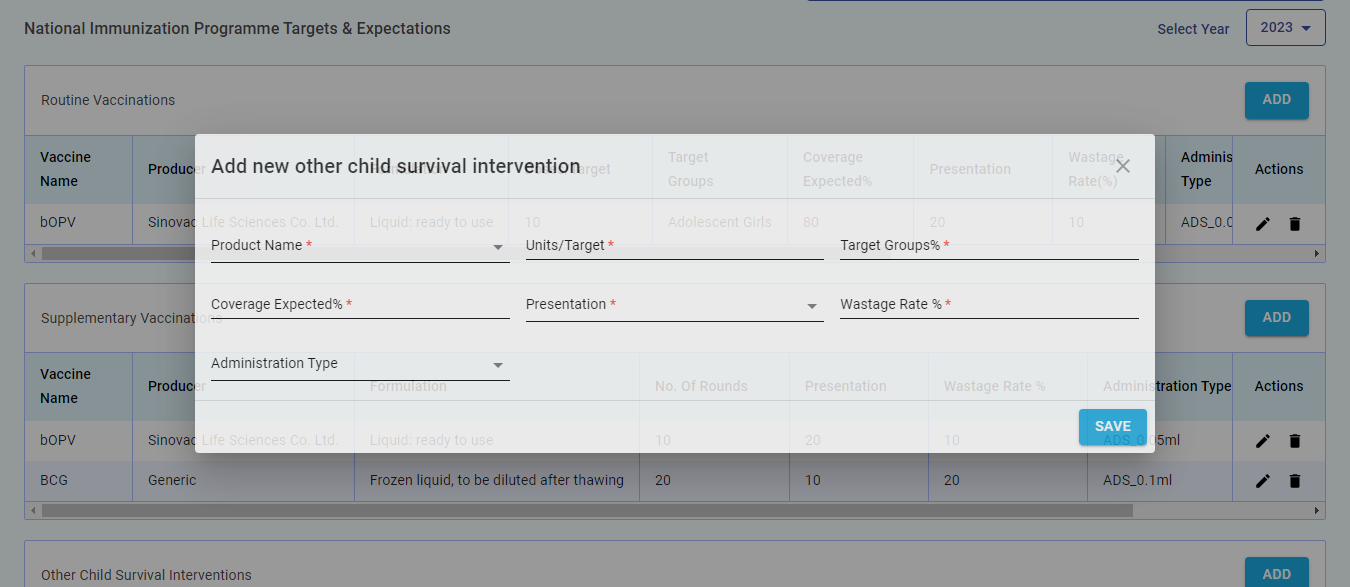 National Immunization Programme Targets & Expectations
Select Year
2023
Routine Vaccinations
ADD
Vaccine
Name
Producer
Target
Groups
Coverage
Expected%
Presentation
Wastage
Rate(%)
Adminis
Type
Actions
bOPV
Sinovac Life Sciences Co. Ltd.
Liquid: ready to use
10
Adolescent Girls
80
20
10
ADS_0.0
Add new other child survival intervention
Product Name *
Units/Target *
Target Groups% *
Coverage Expected% *
Presentation *
Wastage Rate % *
Administration Type
SAVE
Supplementary Vaccinations
ADD
Vaccine
Name
Producer
Formulation
No. Of Rounds
Presentation
Wastage Rate %
Administration Type
Actions
bOPV
Sinovac Life Sciences Co. Ltd.
Liquid: ready to use
10
20
10
ADS_0.05ml
BCG
Generic
Frozen liquid, to be diluted after thawing
20
10
20
ADS_0.1ml
Other Child Survival Interventions
ADD